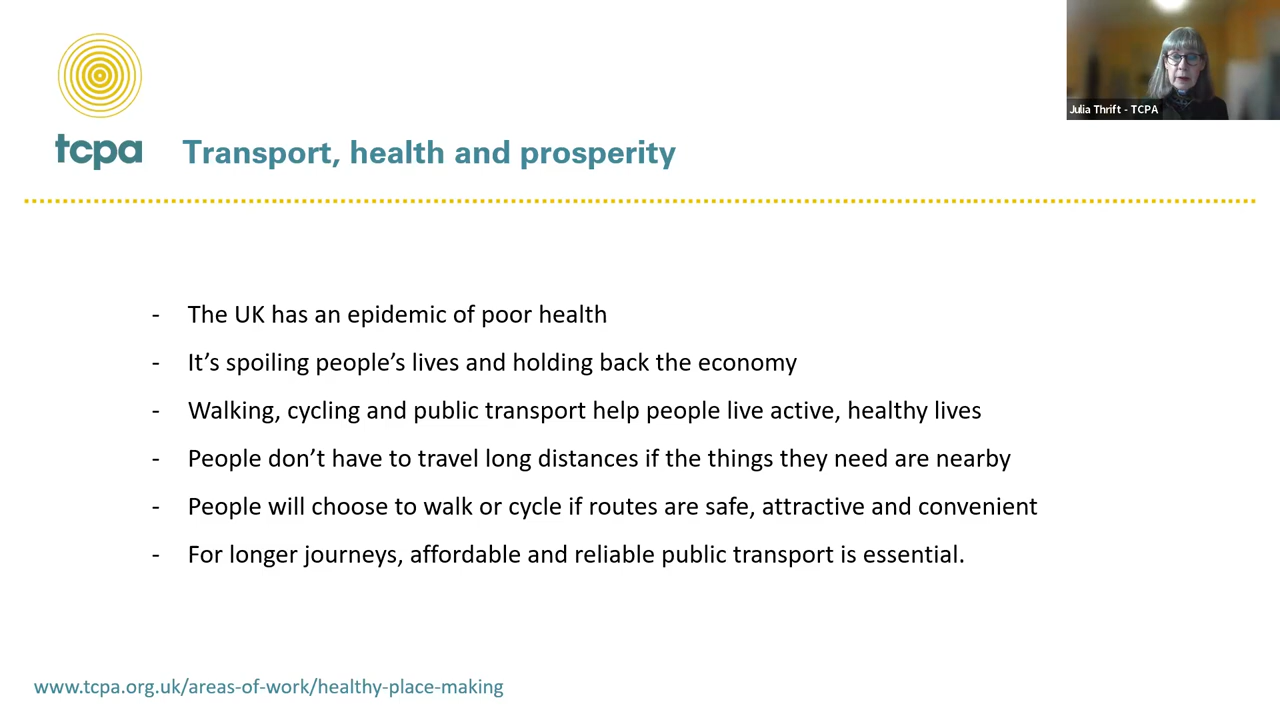 Julia Thrift - TCPA
tcpa
Transport, health and prosperity
- The UK has an epidemic of poor health
- It’s spoiling people’s lives and holding back the economy
- Walking, cycling and public transport help people live active, healthy lives
- People don’t have to travel long distances if the things they need are nearby
- People will choose to walk or cycle if routes are safe, attractive and convenient
- For longer journeys, affordable and reliable public transport is essential.
www.tcpa.org.uk/areas-of-work/healthy-place-making